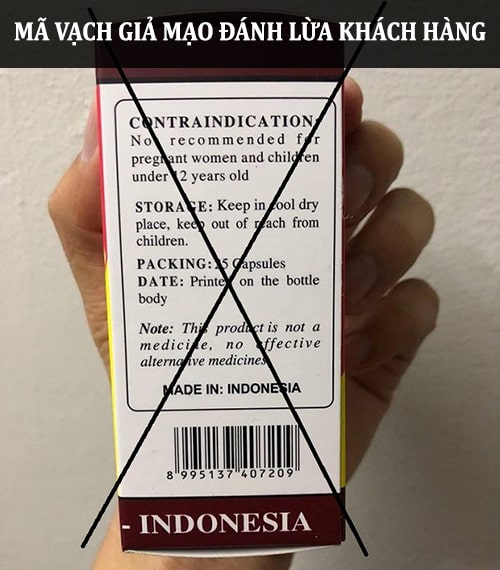 MÃ VẠCH GIẢ MẠO ĐÁNH LỪA KHÁCH HÀNG
CONTRAINDICATION:
Not recommended for
pregnant women and children
under 12 years old
STORAGE: Keep in cool dry
place, keep out of reach from
children.
PACKING: 25 Capsules
DATE: Printed on the bottle
body
Note: This product is not a
medicine, no effective
alternative medicines
MADE IN: INDONESIA
8 995137 407209
- INDONESIA